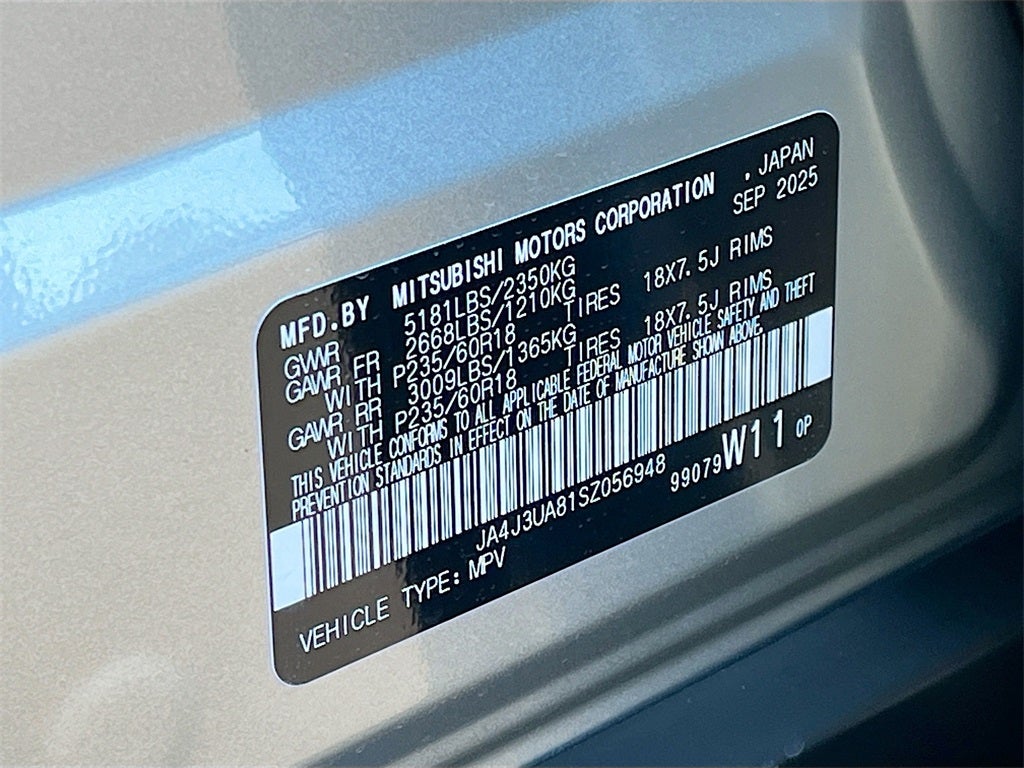 MFD. BY MITSUBISHI MOTORS CORPORATION , JAPAN
SEP 2025
GVWR 5181LBS/2350KG
GAWR FR 2668LBS/1210KG
WITH P235/60R18 TIRES 18X7.5J RIMS
GAWR RR 3009LBS/1365KG
WITH P235/60R18 TIRES 18X7.5J RIMS
THIS VEHICLE CONFORMS TO ALL APPLICABLE FEDERAL MOTOR VEHICLE SAFETY AND THEFT
PREVENTION STANDARDS IN EFFECT ON THE DATE OF MANUFACTURE SHOWN ABOVE.
JA4J3UA81SZ056948 99079 W11 OP
VEHICLE TYPE: MPV